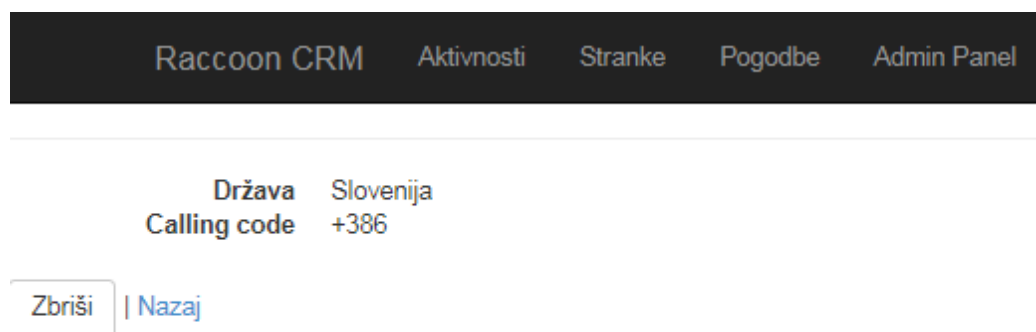 Raccoon CRM Aktivnosti Stranke Pogodbe Admin Panel
Država Slovenija
Calling code +386
Zbriši | Nazaj